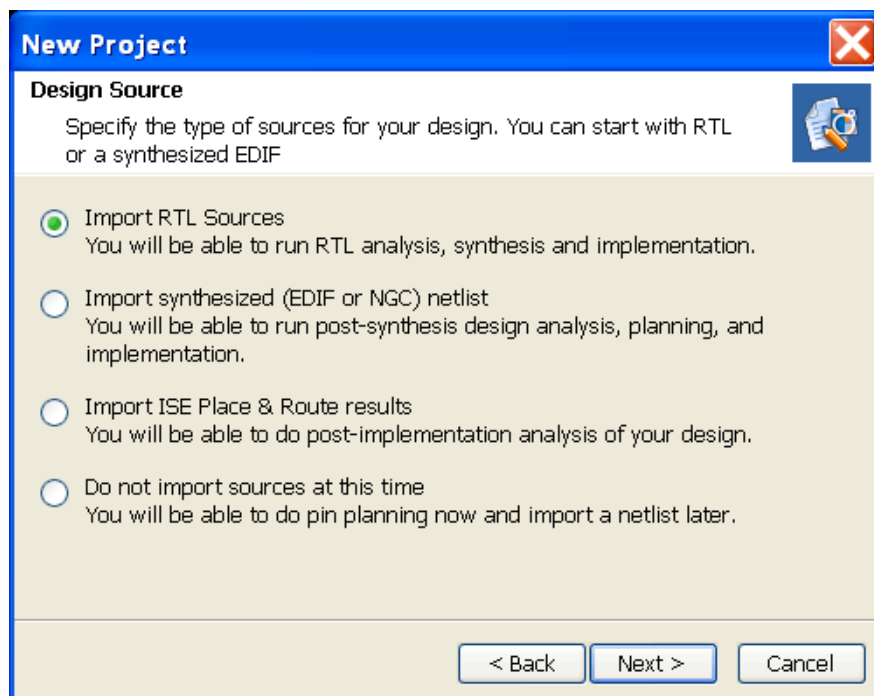 New Project
Design Source
Specify the type of sources for your design. You can start with RTL
or a synthesized EDIF
Import RTL Sources
You will be able to run RTL analysis, synthesis and implementation.
Import synthesized (EDIF or NGC) netlist
You will be able to run post-synthesis design analysis, planning, and
implementation.
Import ISE Place & Route results
You will be able to do post-implementation analysis of your design.
Do not import sources at this time
You will be able to do pin planning now and import a netlist later.
< Back Next > Cancel